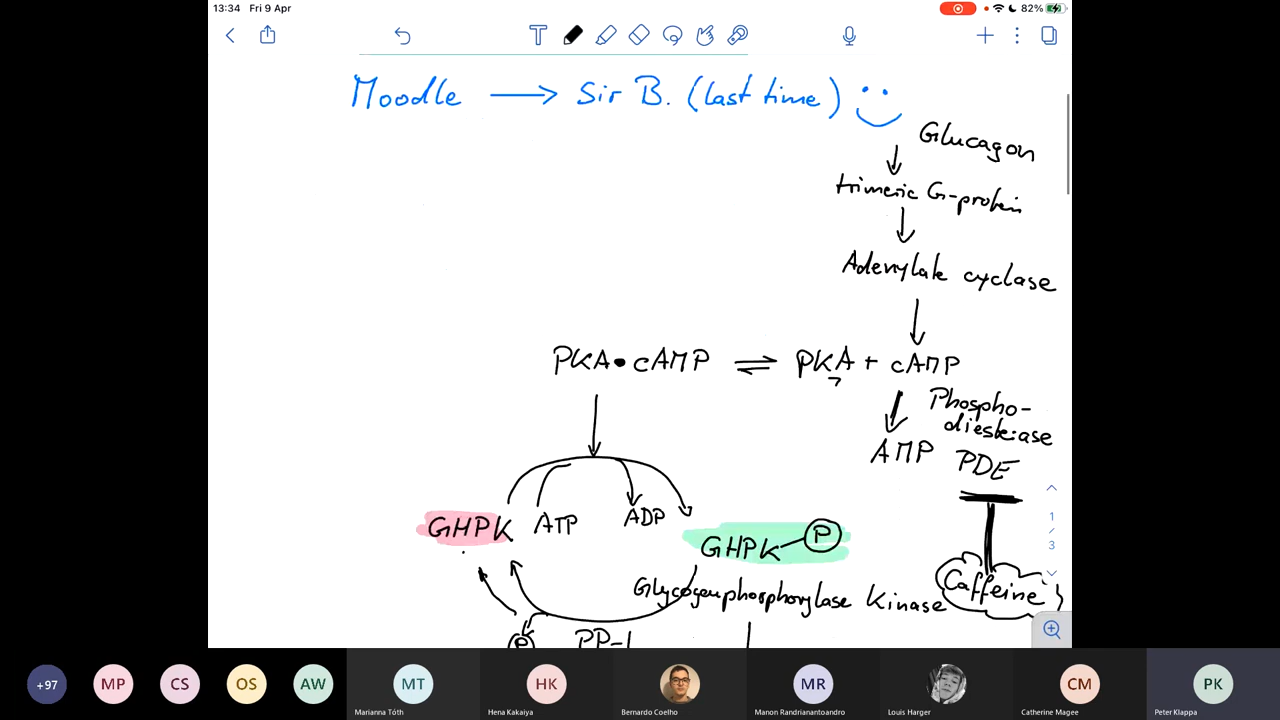 13:34 Fri 9 Apr
82%
T
Moodle → Sir B. (last time)
Glucagon
trimeric G-protein
Adenylate cyclase
PKA•cAMP ⇌ PKA + cAMP
Phospho-
diesterase
AMP PDE
GHPK ATP ADP
GHPK—P
Caffeine
Glycogenphosphorylase Kinase
P PP-1
1
/
3
+97 MP CS OS AW MT HK MR CM PK
Marianna Tóth Hena Kakaiya Bernardo Coelho Manon Randrianantoandro Louis Harger Catherine Magee Peter Klappa